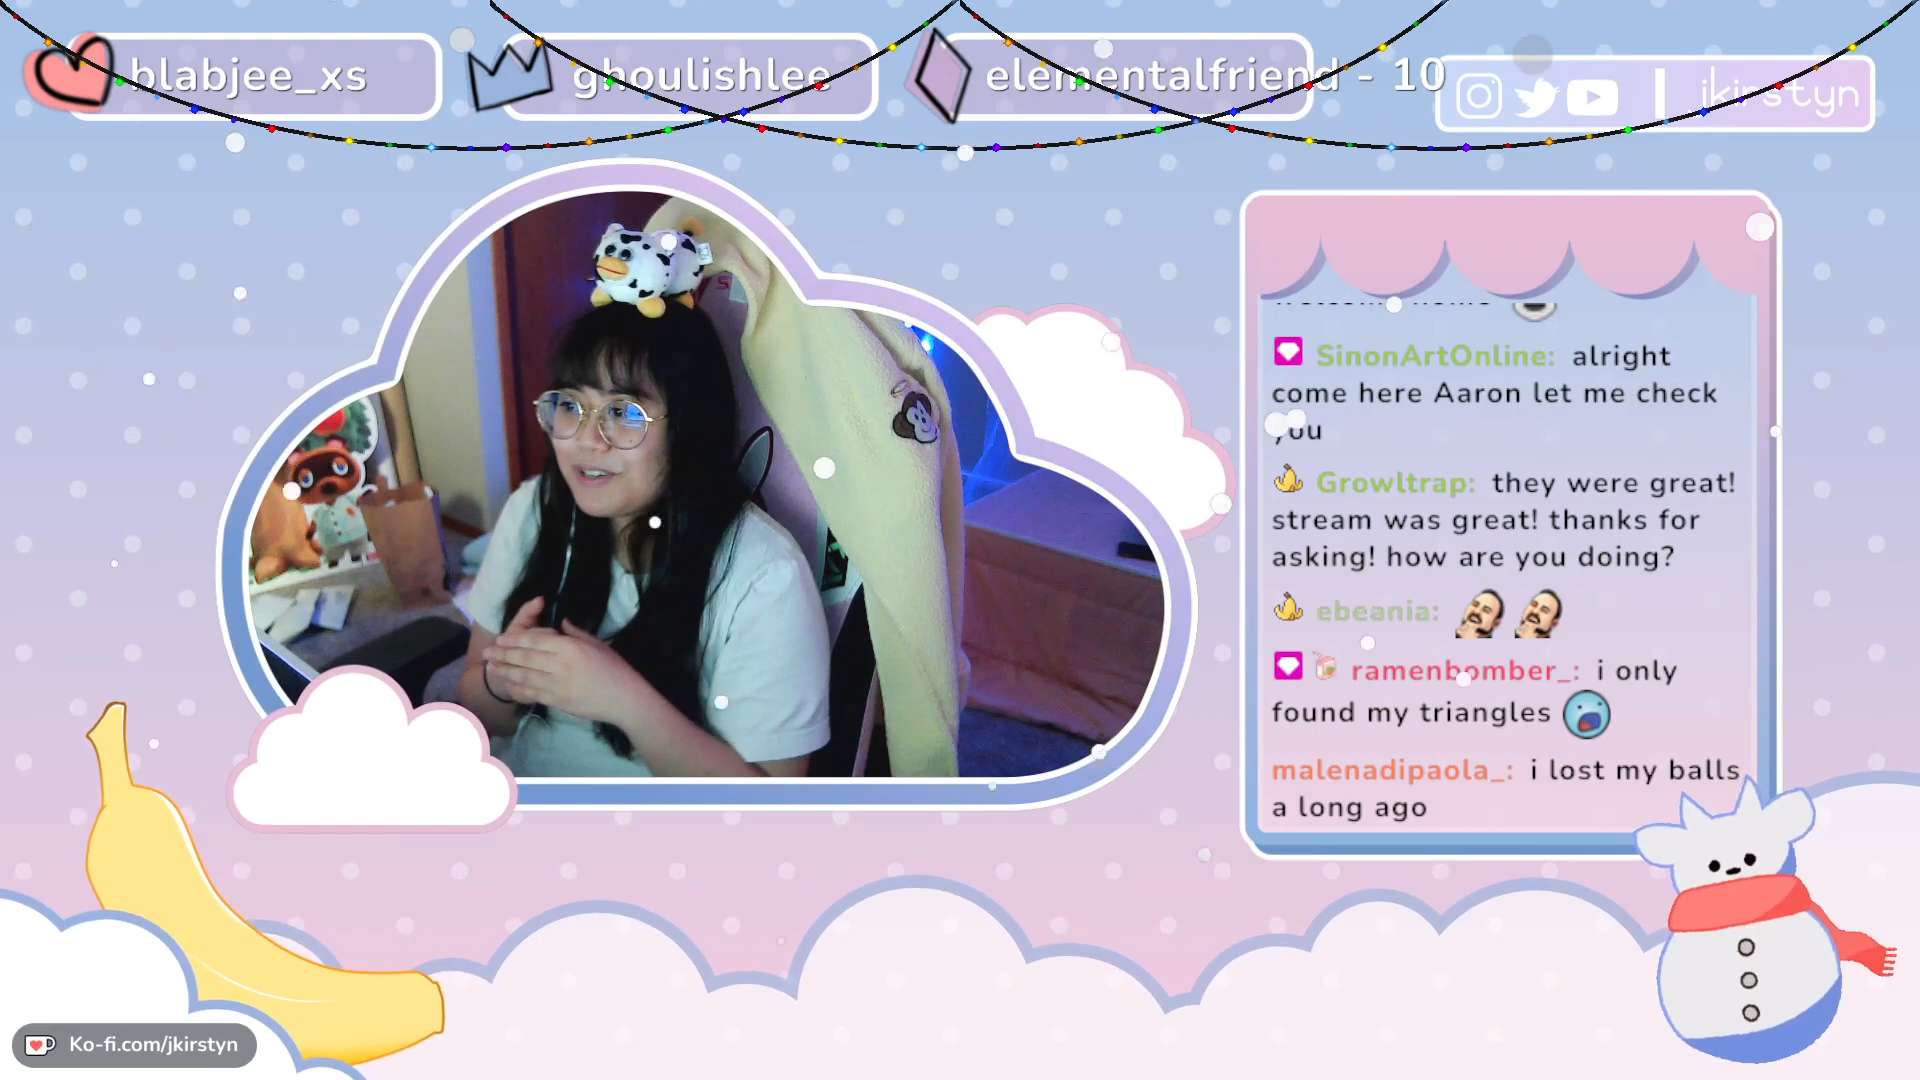 blabjee_xs
ghoulishlee
elementalfriend - 10
jkirstyn
SinonArtOnline: alright
come here Aaron let me check
you
Growltrap: they were great!
stream was great! thanks for
asking! how are you doing?
ebeania:
ramenbomber_: i only
found my triangles
malenadipaola_: i lost my balls
a long ago
Ko-fi.com/jkirstyn